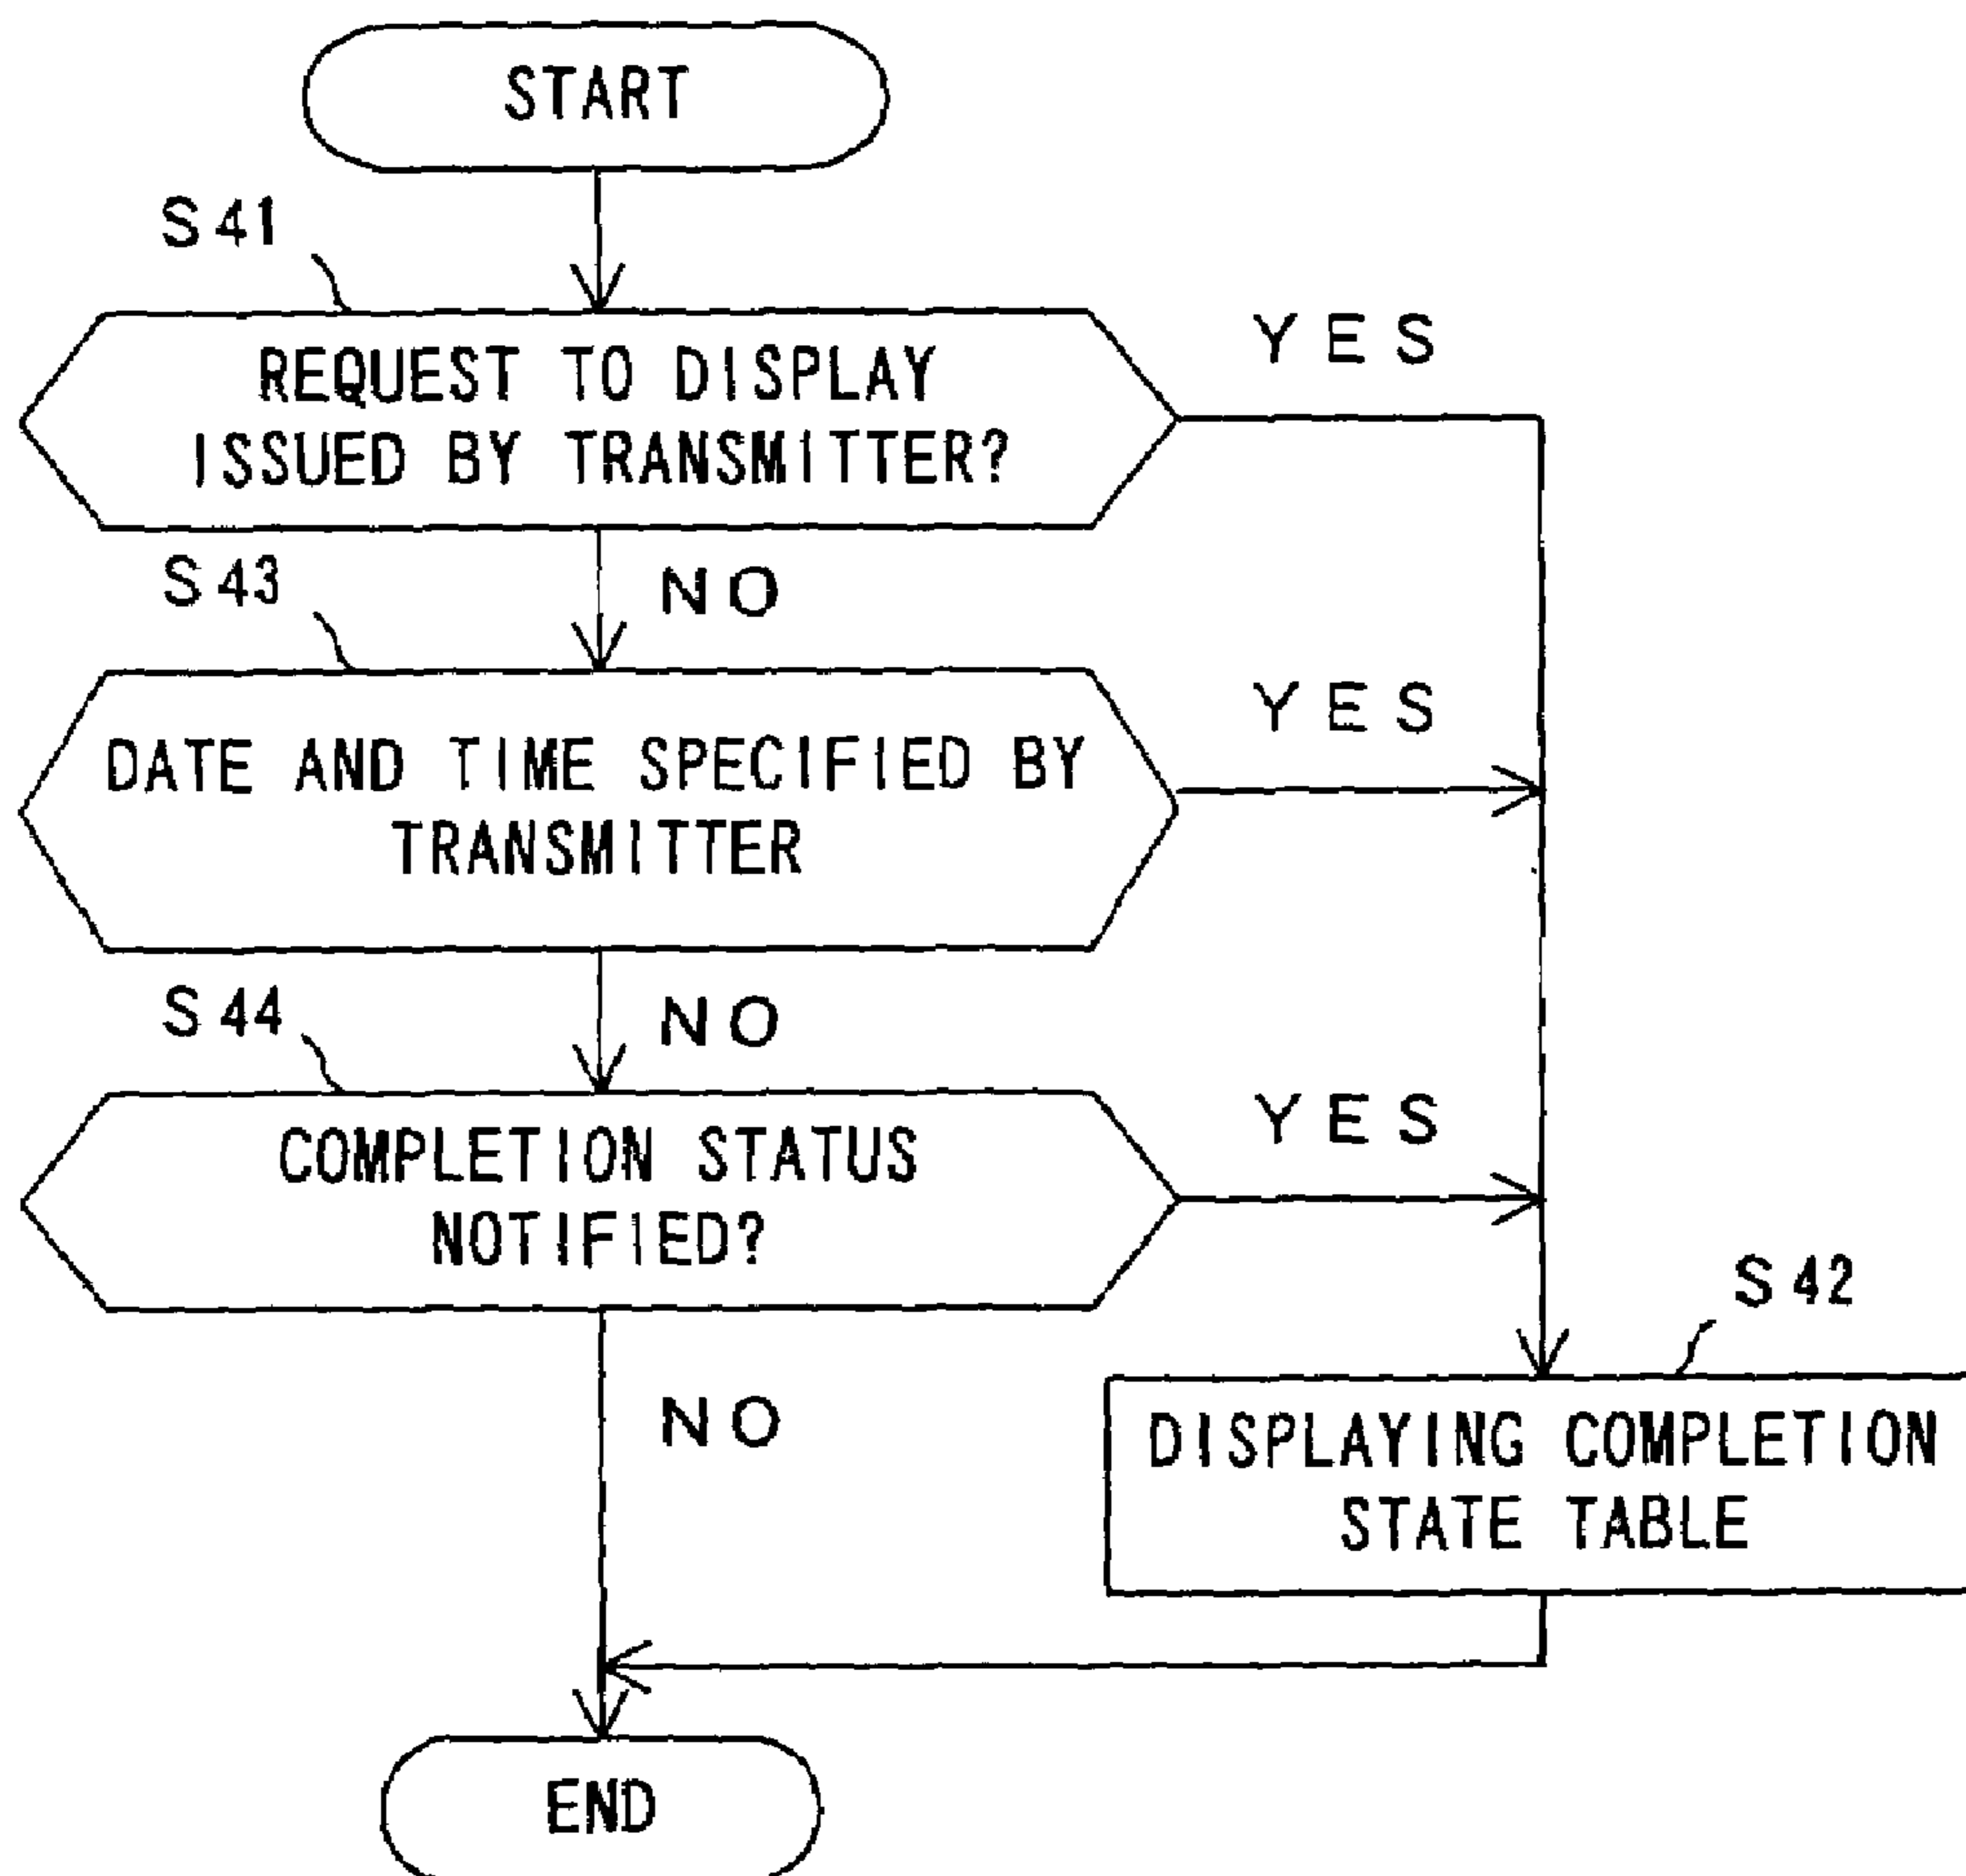 START
S41
REQUEST TO DISPLAY
ISSUED BY TRANSMITTER?
YES
S43
NO
DATE AND TIME SPECIFIED BY
TRANSMITTER
YES
S44
NO
COMPLETION STATUS
NOTIFIED?
YES
S42
NO
DISPLAYING COMPLETION
STATE TABLE
END